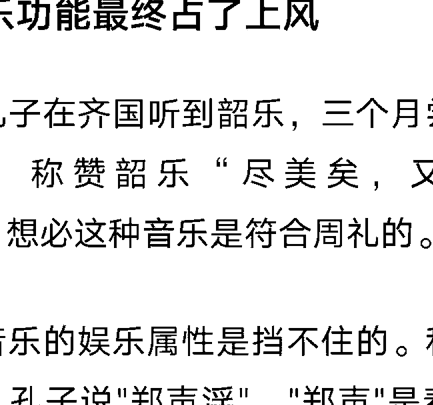 乐功能最终占了上风
孔子在齐国听到韶乐，三个月尝
称赞韶乐“尽美矣，又
想必这种音乐是符合周礼的。
音乐的娱乐属性是挡不住的。
孔子说"郑声淫"，"郑声"是